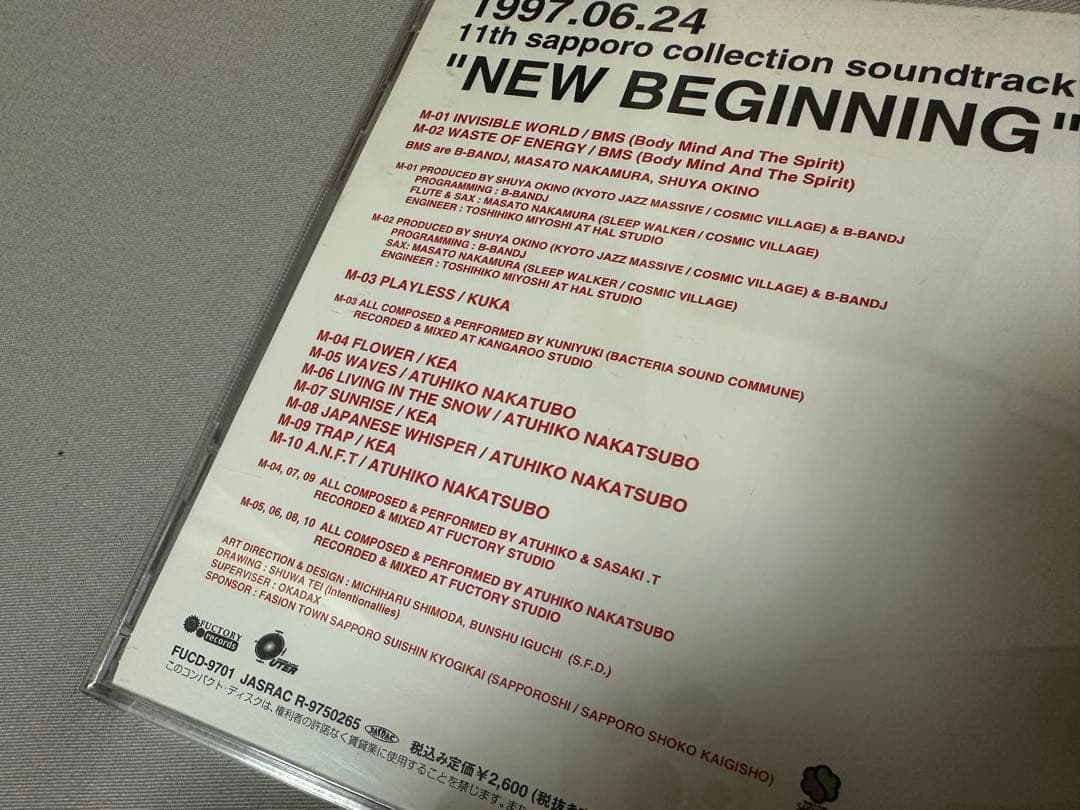 1997.06.24
11th sapporo collection soundtrack
"NEW BEGINNING"
M-01 INVISIBLE WORLD / BMS (Body Mind And The Spirit)
M-02 WASTE OF ENERGY / BMS (Body Mind And The Spirit)
BMS are B-BANDJ, MASATO NAKAMURA, SHUYA OKINO
M-01 PRODUCED BY SHUYA OKINO (KYOTO JAZZ MASSIVE / COSMIC VILLAGE) & B-BANDJ
PROGRAMMING : B-BANDJ
FLUTE & SAX : MASATO NAKAMURA (SLEEP WALKER / COSMIC VILLAGE)
ENGINEER : TOSHIHIKO MIYOSHI AT HAL STUDIO
M-02 PRODUCED BY SHUYA OKINO (KYOTO JAZZ MASSIVE / COSMIC VILLAGE) & B-BANDJ
PROGRAMMING : B-BANDJ
SAX: MASATO NAKAMURA (SLEEP WALKER / COSMIC VILLAGE)
ENGINEER : TOSHIHIKO MIYOSHI AT HAL STUDIO
M-03 PLAYLESS / KUKA
M-03 ALL COMPOSED & PERFORMED BY KUNIYUKI (BACTERIA SOUND COMMUNE)
RECORDED & MIXED AT KANGAROO STUDIO
M-04 FLOWER / KEA
M-05 WAVES / ATUHIKO NAKATUBO
M-06 LIVING IN THE SNOW / ATUHIKO NAKATSUBO
M-07 SUNRISE / KEA
M-08 JAPANESE WHISPER / ATUHIKO NAKATSUBO
M-09 TRAP / KEA
M-10 A.N.F.T / ATUHIKO NAKATSUBO
M-04, 07, 09 ALL COMPOSED & PERFORMED BY ATUHIKO & SASAKI .T
RECORDED & MIXED AT FUCTORY STUDIO
M-05, 06, 08, 10 ALL COMPOSED & PERFORMED BY ATUHIKO NAKATSUBO
RECORDED & MIXED AT FUCTORY STUDIO
ART DIRECTION & DESIGN : MICHIHARU SHIMODA, BUNSHU IGUCHI (S.F.D.)
DRAWING : SHUWA TEI (Intentionallies)
SUPERVISER : OKADAX
SPONSOR : FASION TOWN SAPPORO SUISHIN KYOGIKAI (SAPPOROSHI / SAPPORO SHOKO KAIGISHO)
FUCTORY records
OUTER
FUCD-9701 JASRAC R-9750265 JASRAC 税込み定価￥2,600 (税抜き
このコンパクト・ディスクは、権利者の許諾なく賃貸業に使用することを禁じます。また